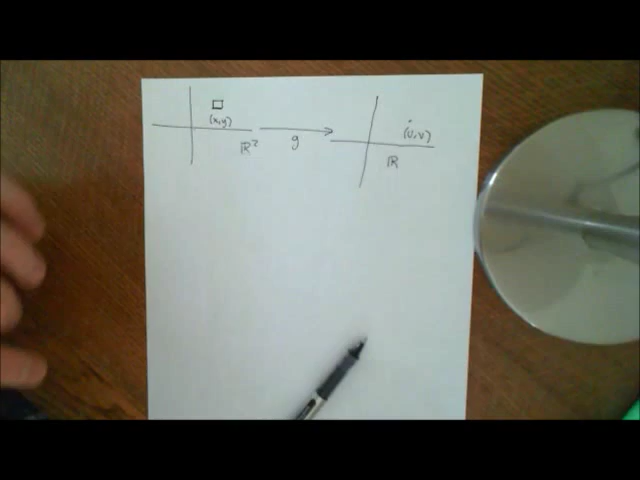 (x,y)
ℝ²
g
(u,v)
ℝ